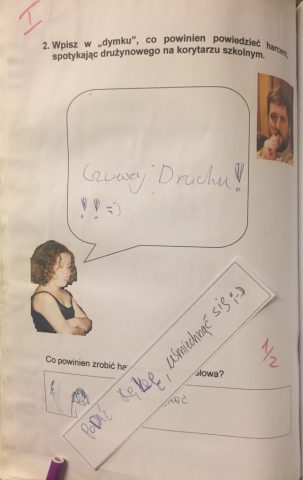 I
2. Wpisz w „dymku", co powinien powiedzieć harcerz,
spotykając drużynowego na korytarzu szkolnym.
Czuwaj Druhu!
!! =)
Podać rękę, uśmiechnąć się ;=)
1/2
Co powinien zrobić ha
słowa?